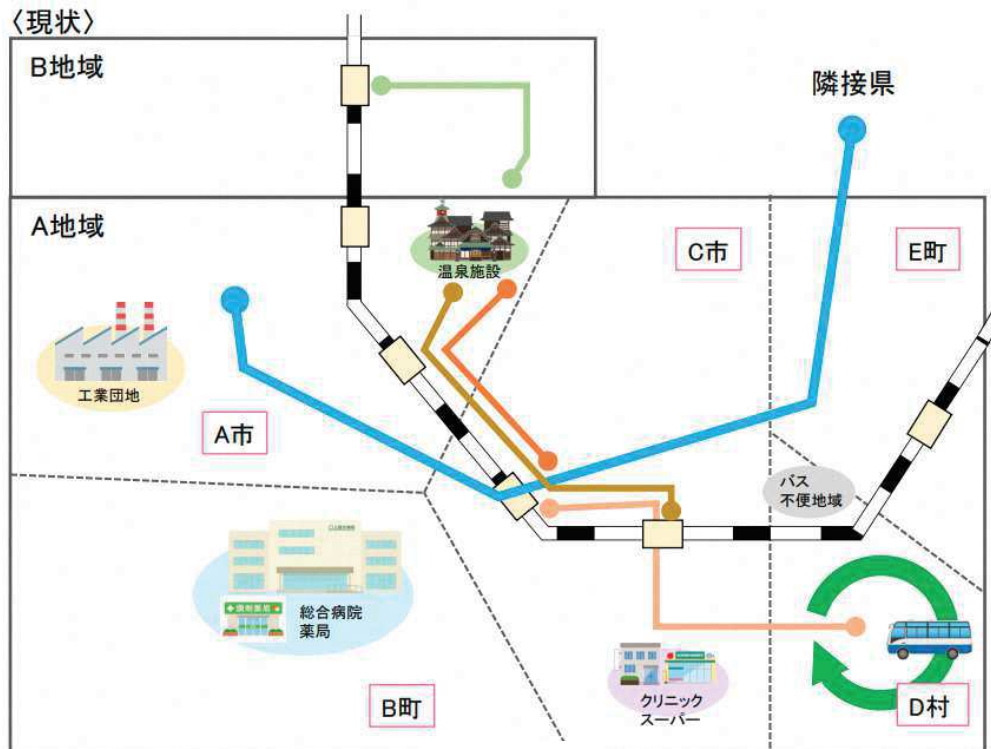 〈現状〉
B地域
隣接県
A地域
温泉施設
C市
E町
工業団地
A市
バス
不便地域
総合病院
薬局
クリニック
スーパー
B町
D村